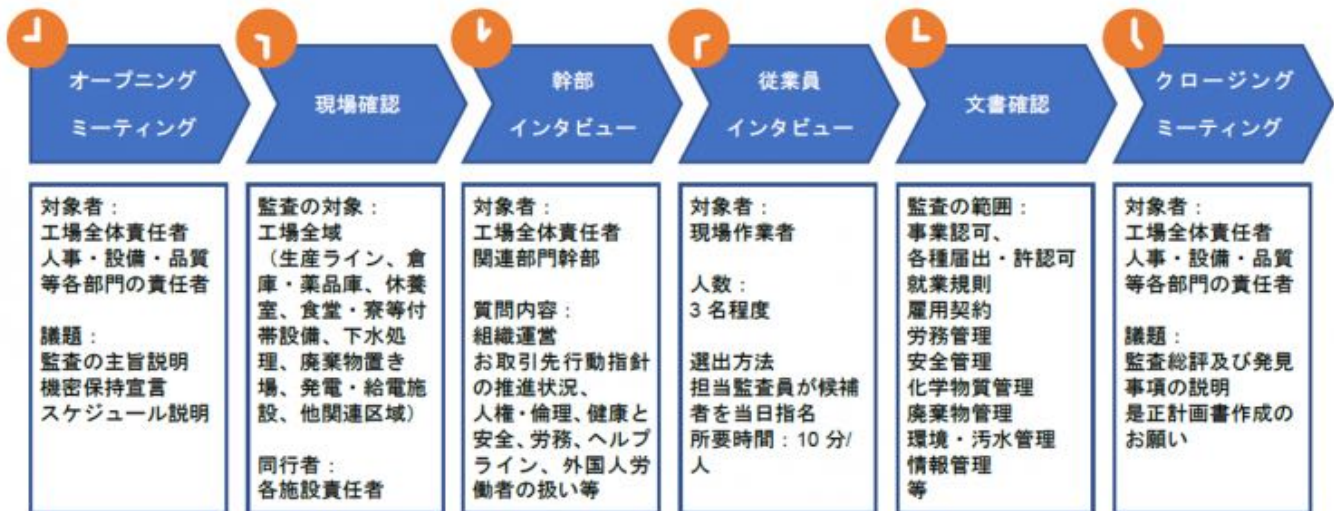 オープニング
ミーティング
現場確認
幹部
インタビュー
従業員
インタビュー
文書確認
クロージング
ミーティング
対象者：
工場全体責任者
人事・設備・品質
等各部門の責任者
議題：
監査の主旨説明
機密保持宣言
スケジュール説明
監査の対象：
工場全域
（生産ライン、倉
庫・薬品庫、休養
室、食堂・寮等付
帯設備、下水処
理、廃棄物置き
場、発電・給電施
設、他関連区域）
同行者：
各施設責任者
対象者：
工場全体責任者
関連部門幹部
質問内容：
組織運営
お取引先行動指針
の推進状況、
人権・倫理、健康と
安全、労務、ヘルプ
ライン、外国人労
働者の扱い等
対象者：
現場作業者
人数：
3 名程度
選出方法
担当監査員が候補
者を当日指名
所要時間：10 分/
人
監査の範囲：
事業認可、
各種届出・許認可
就業規則
雇用契約
労務管理
安全管理
化学物質管理
廃棄物管理
環境・汚水管理
情報管理
等
対象者：
工場全体責任者
人事・設備・品質
等各部門の責任者
議題：
監査総評及び発見
事項の説明
是正計画書作成の
お願い